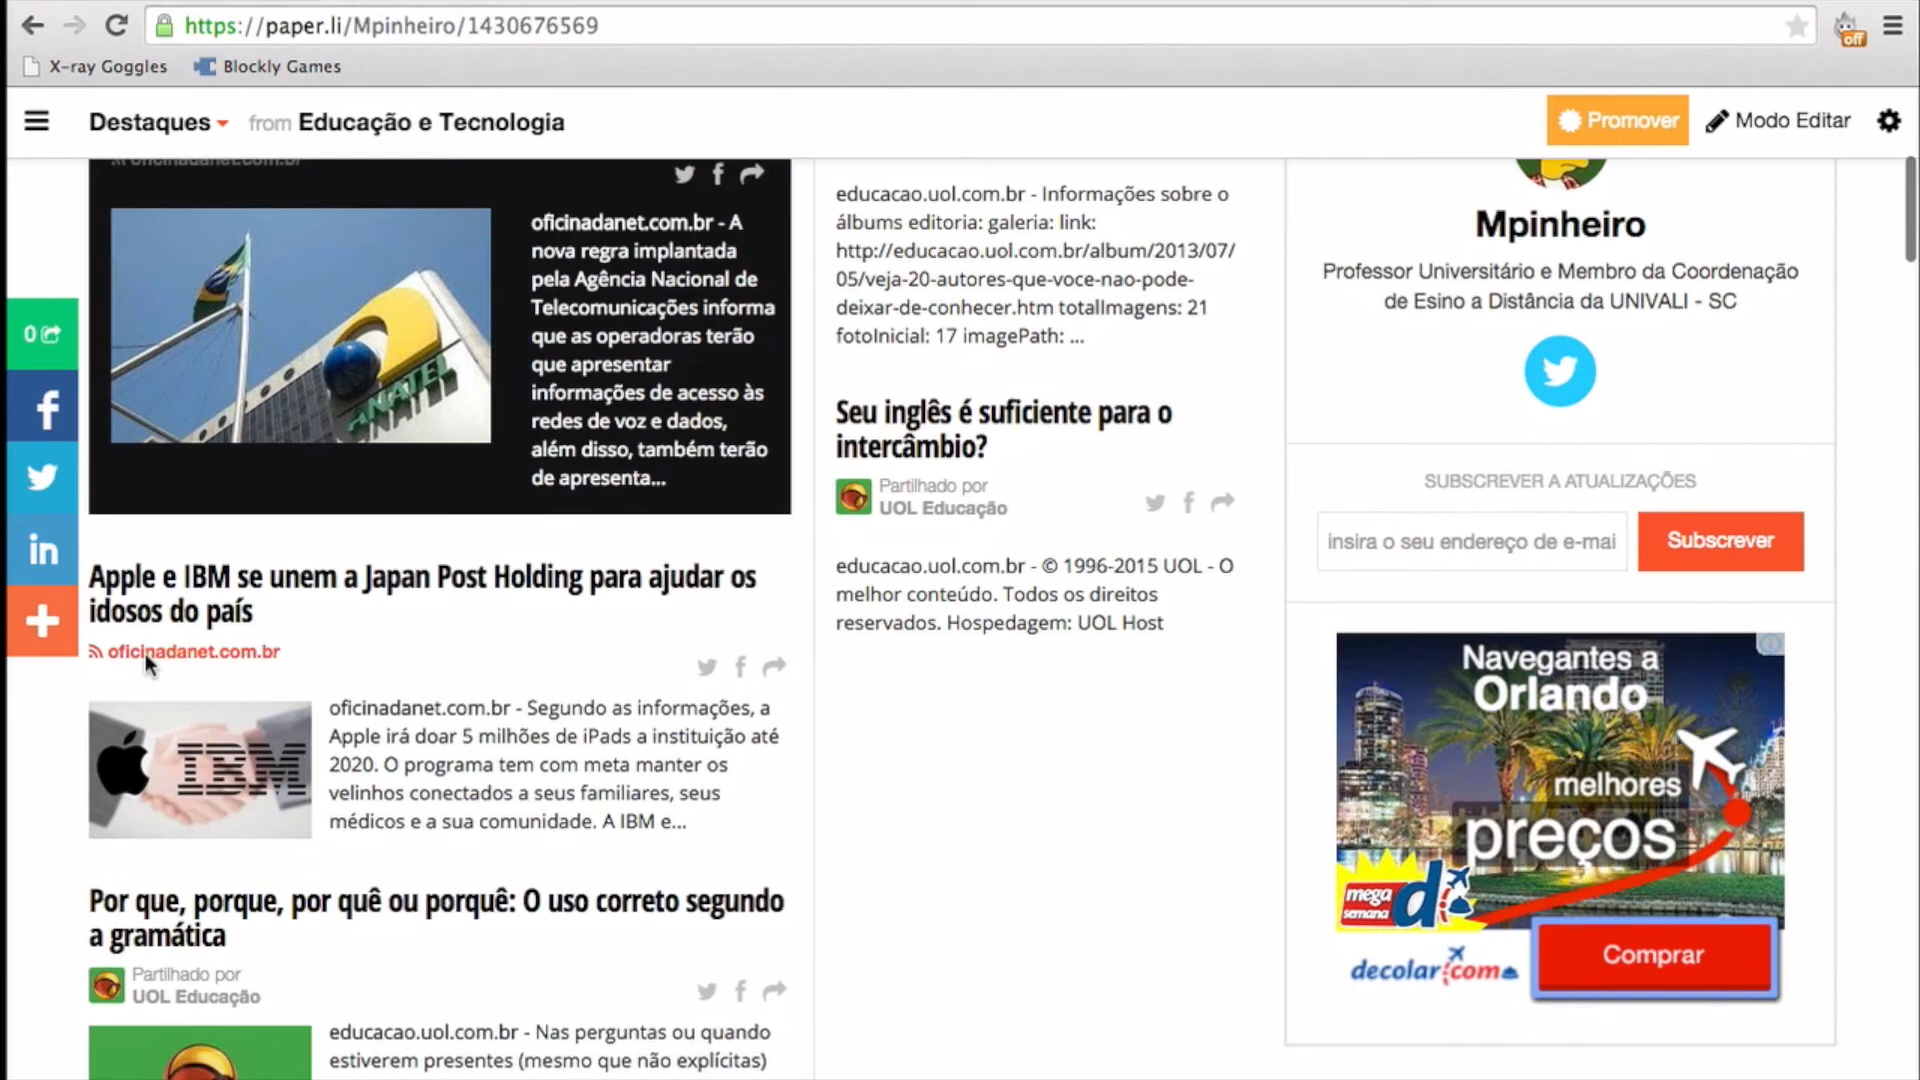 https://paper.li/Mpinheiro/1430676569
off
X-ray Goggles
Blockly Games
Destaques from Educação e Tecnologia
Promover
Modo Editar
oficinadanet.com.br
oficinadanet.com.br - A
nova regra implantada
pela Agência Nacional de
Telecomunicações informa
que as operadoras terão
que apresentar
informações de acesso às
redes de voz e dados,
além disso, também terão
de apresenta...
ANATEL
0
Apple e IBM se unem a Japan Post Holding para ajudar os
idosos do país
oficinadanet.com.br
IBM
oficinadanet.com.br - Segundo as informações, a
Apple irá doar 5 milhões de iPads a instituição até
2020. O programa tem com meta manter os
velinhos conectados a seus familiares, seus
médicos e a sua comunidade. A IBM e...
Por que, porque, por quê ou porquê: O uso correto segundo
a gramática
Partilhado por
UOL Educação
educacao.uol.com.br - Nas perguntas ou quando
estiverem presentes (mesmo que não explícitas)
educacao.uol.com.br - Informações sobre o
álbums editoria: galeria: link:
http://educacao.uol.com.br/album/2013/07/
05/veja-20-autores-que-voce-nao-pode-
deixar-de-conhecer.htm totalImagens: 21
fotoInicial: 17 imagePath: ...
Seu inglês é suficiente para o
intercâmbio?
Partilhado por
UOL Educação
educacao.uol.com.br - © 1996-2015 UOL - O
melhor conteúdo. Todos os direitos
reservados. Hospedagem: UOL Host
Mpinheiro
Professor Universitário e Membro da Coordenação
de Esino a Distância da UNIVALI - SC
SUBSCREVER A ATUALIZAÇÕES
insira o seu endereço de e-mai
Subscrever
Navegantes a
Orlando
melhores
preços
mega
semana
d
decolar.com
Comprar